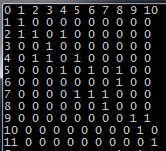 0 1 2 3 4 5 6 7 8 9 10
1 1 0 0 0 0 0 0 0 0 0
2 1 1 0 1 0 0 0 0 0 0
3 0 0 1 0 0 0 0 0 0 0
4 0 1 0 1 0 0 0 0 0 0
5 0 0 0 1 0 1 0 1 0 0
6 0 0 0 0 0 0 1 0 0 0
7 0 0 0 1 1 1 0 0 0 0
8 0 0 0 0 0 0 1 0 0 0
9 0 0 0 0 0 0 0 0 1 1
10 0 0 0 0 0 0 0 0 1 0
11 0 0 0 0 0 0 0 0 0 1